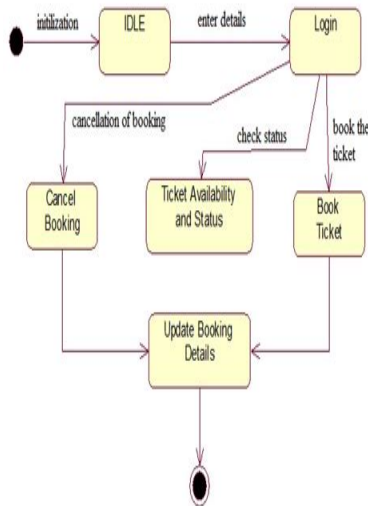 initilization
IDLE
enter details
Login
cancellation of booking
check status
book the
ticket
Cancel
Booking
Ticket Availability
and Status
Book
Ticket
Update Booking
Details